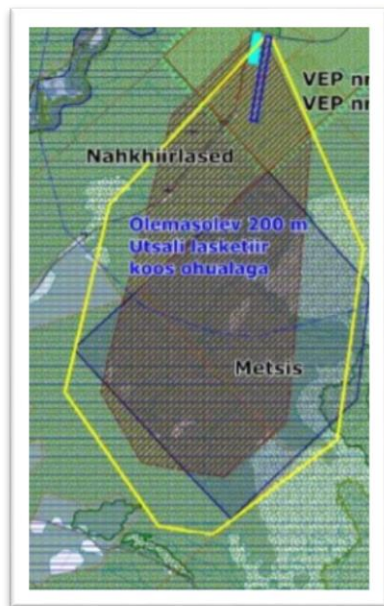 VEP nr
VEP nr
Nahkhiirlased
Olemasolev 200 m
Utsali lasketiir
koos ohualaga
Metsis